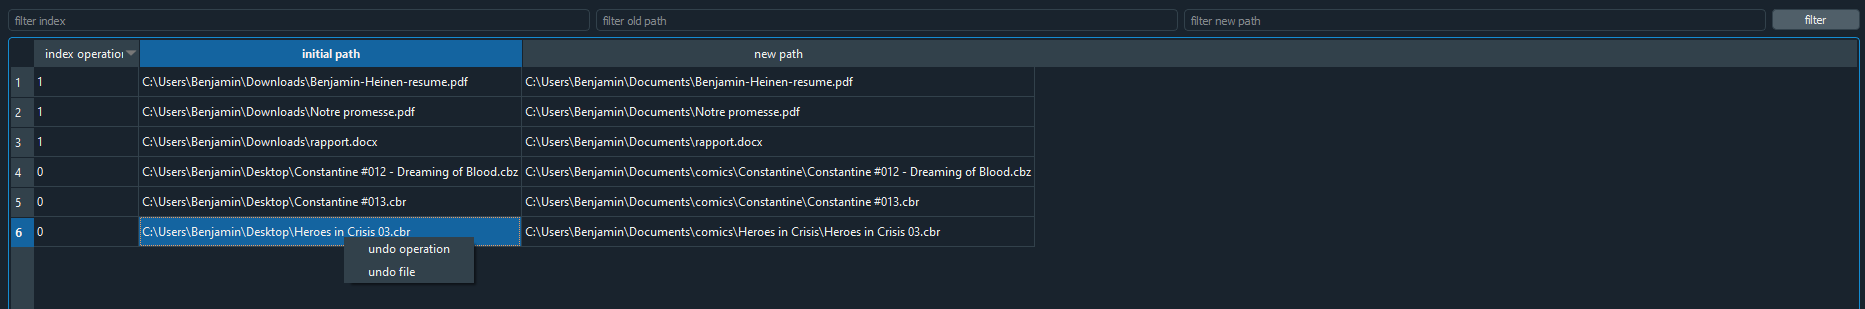 filter index filter old path filter new path filter
index operation initial path new path
1 1 C:\Users\Benjamin\Downloads\Benjamin-Heinen-resume.pdf C:\Users\Benjamin\Documents\Benjamin-Heinen-resume.pdf
2 1 C:\Users\Benjamin\Downloads\Notre promesse.pdf C:\Users\Benjamin\Documents\Notre promesse.pdf
3 1 C:\Users\Benjamin\Downloads\rapport.docx C:\Users\Benjamin\Documents\rapport.docx
4 0 C:\Users\Benjamin\Desktop\Constantine #012 - Dreaming of Blood.cbz C:\Users\Benjamin\Documents\comics\Constantine\Constantine #012 - Dreaming of Blood.cbz
5 0 C:\Users\Benjamin\Desktop\Constantine #013.cbr C:\Users\Benjamin\Documents\comics\Constantine\Constantine #013.cbr
6 0 C:\Users\Benjamin\Desktop\Heroes in Crisis 03.cbr C:\Users\Benjamin\Documents\comics\Heroes in Crisis\Heroes in Crisis 03.cbr
undo operation
undo file